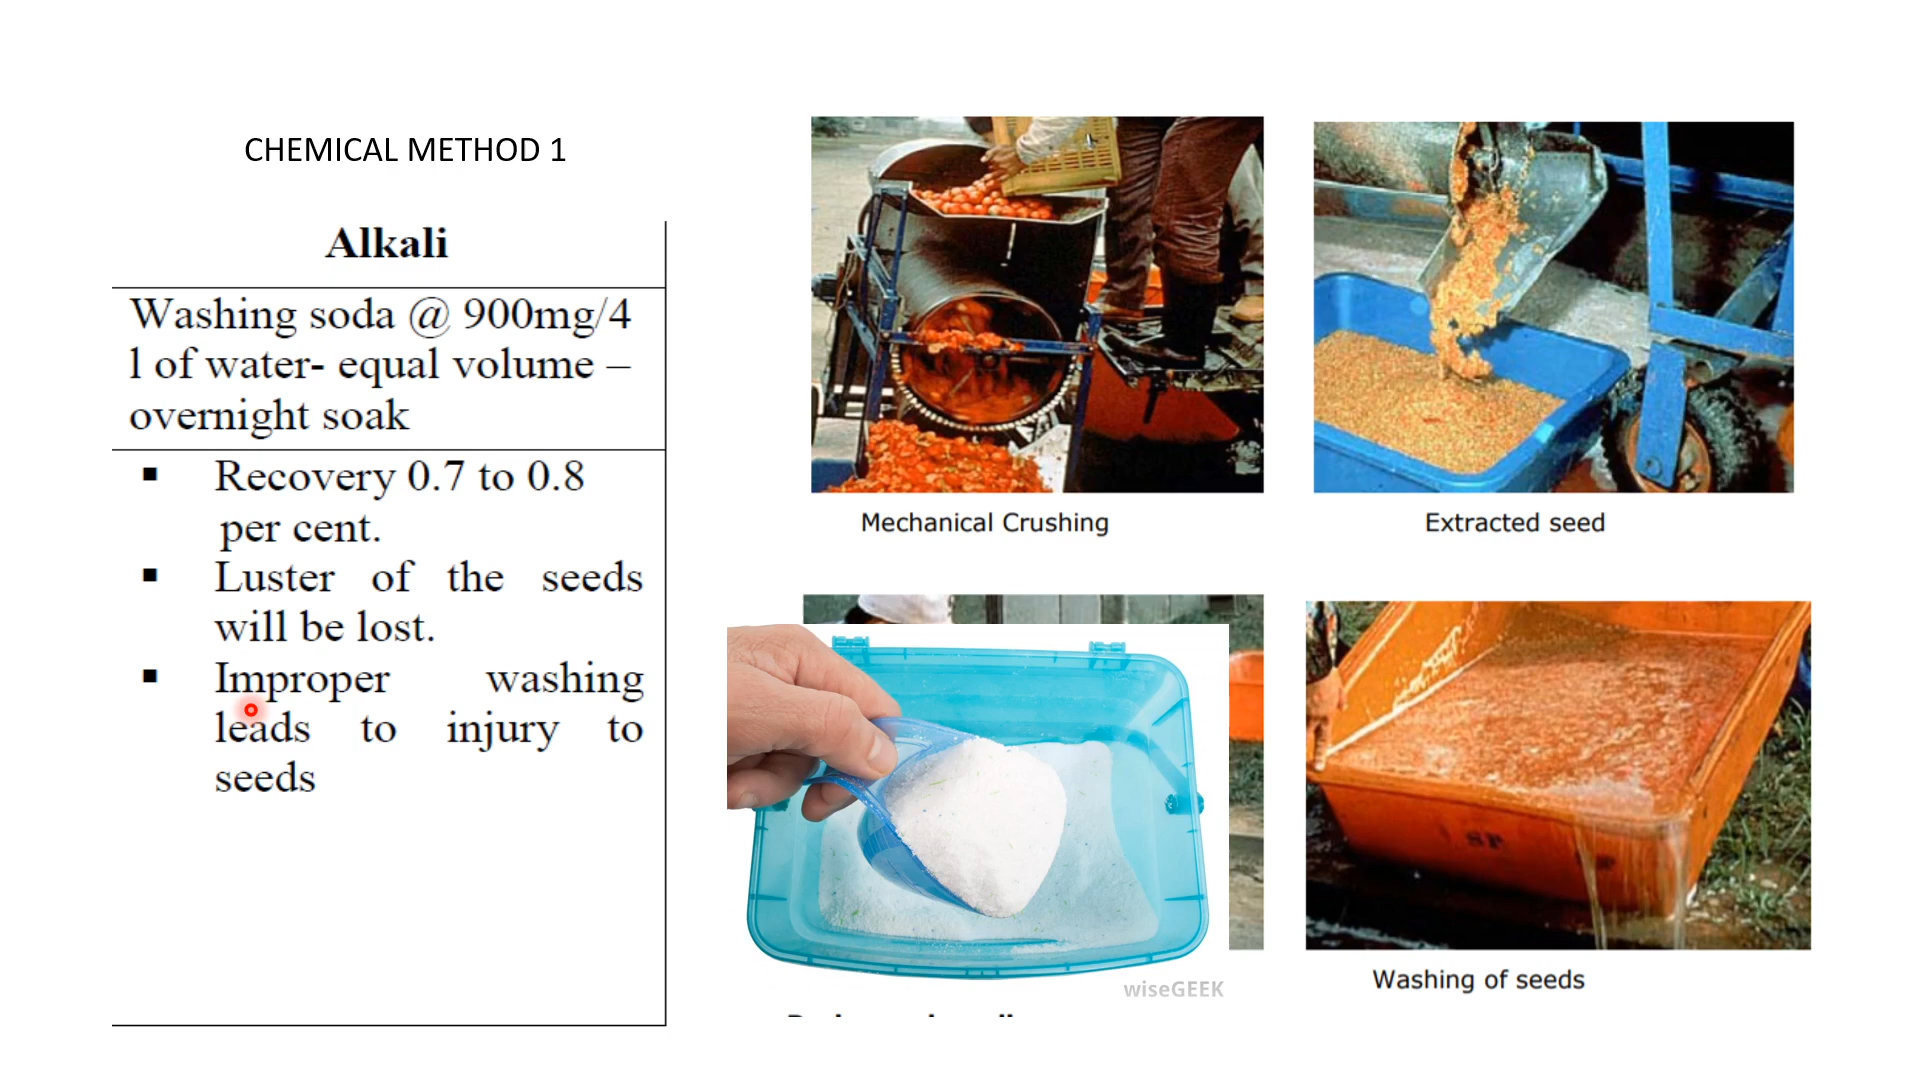 CHEMICAL METHOD 1
Alkali
Washing soda @ 900mg/4
l of water- equal volume –
overnight soak
▪ Recovery 0.7 to 0.8
per cent.
▪ Luster of the seeds
will be lost.
▪ Improper washing
leads to injury to
seeds
Mechanical Crushing
Extracted seed
wiseGEEK
Washing of seeds